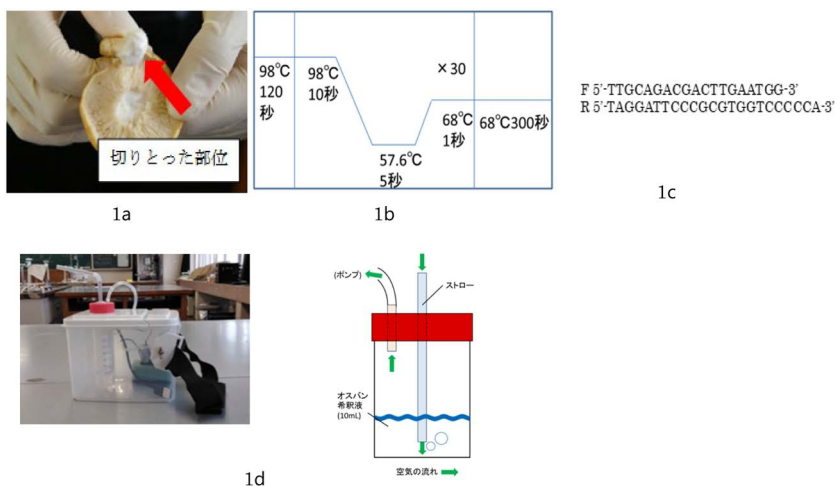 切りとった部位
1a
98℃
120
秒
98℃
10秒
57.6℃
5秒
×30
68℃
1秒
68℃300秒
1b
F 5'-TTGCAGACGACTTGAATGG-3'
R 5'-TAGGATTCCCGCGTGGTCCCCCA-3'
1c
1d
(ポンプ)
ストロー
オスバン
希釈液
(10mL)
空気の流れ